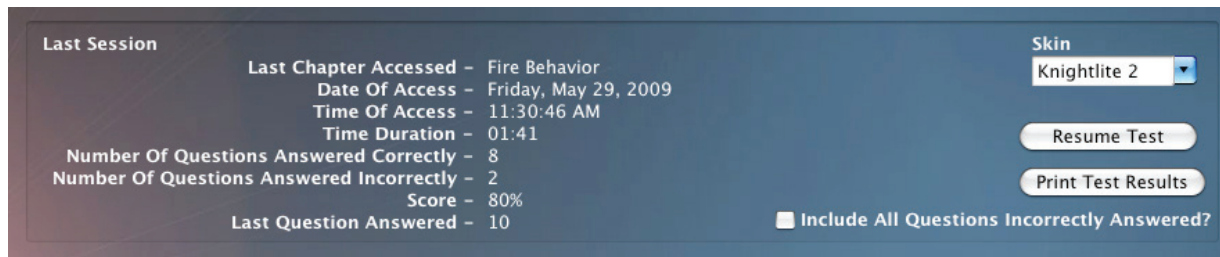 Last Session
Last Chapter Accessed – Fire Behavior
Date Of Access – Friday, May 29, 2009
Time Of Access – 11:30:46 AM
Time Duration – 01:41
Number Of Questions Answered Correctly – 8
Number Of Questions Answered Incorrectly – 2
Score – 80%
Last Question Answered – 10
Skin
Knightlite 2
Resume Test
Print Test Results
Include All Questions Incorrectly Answered?